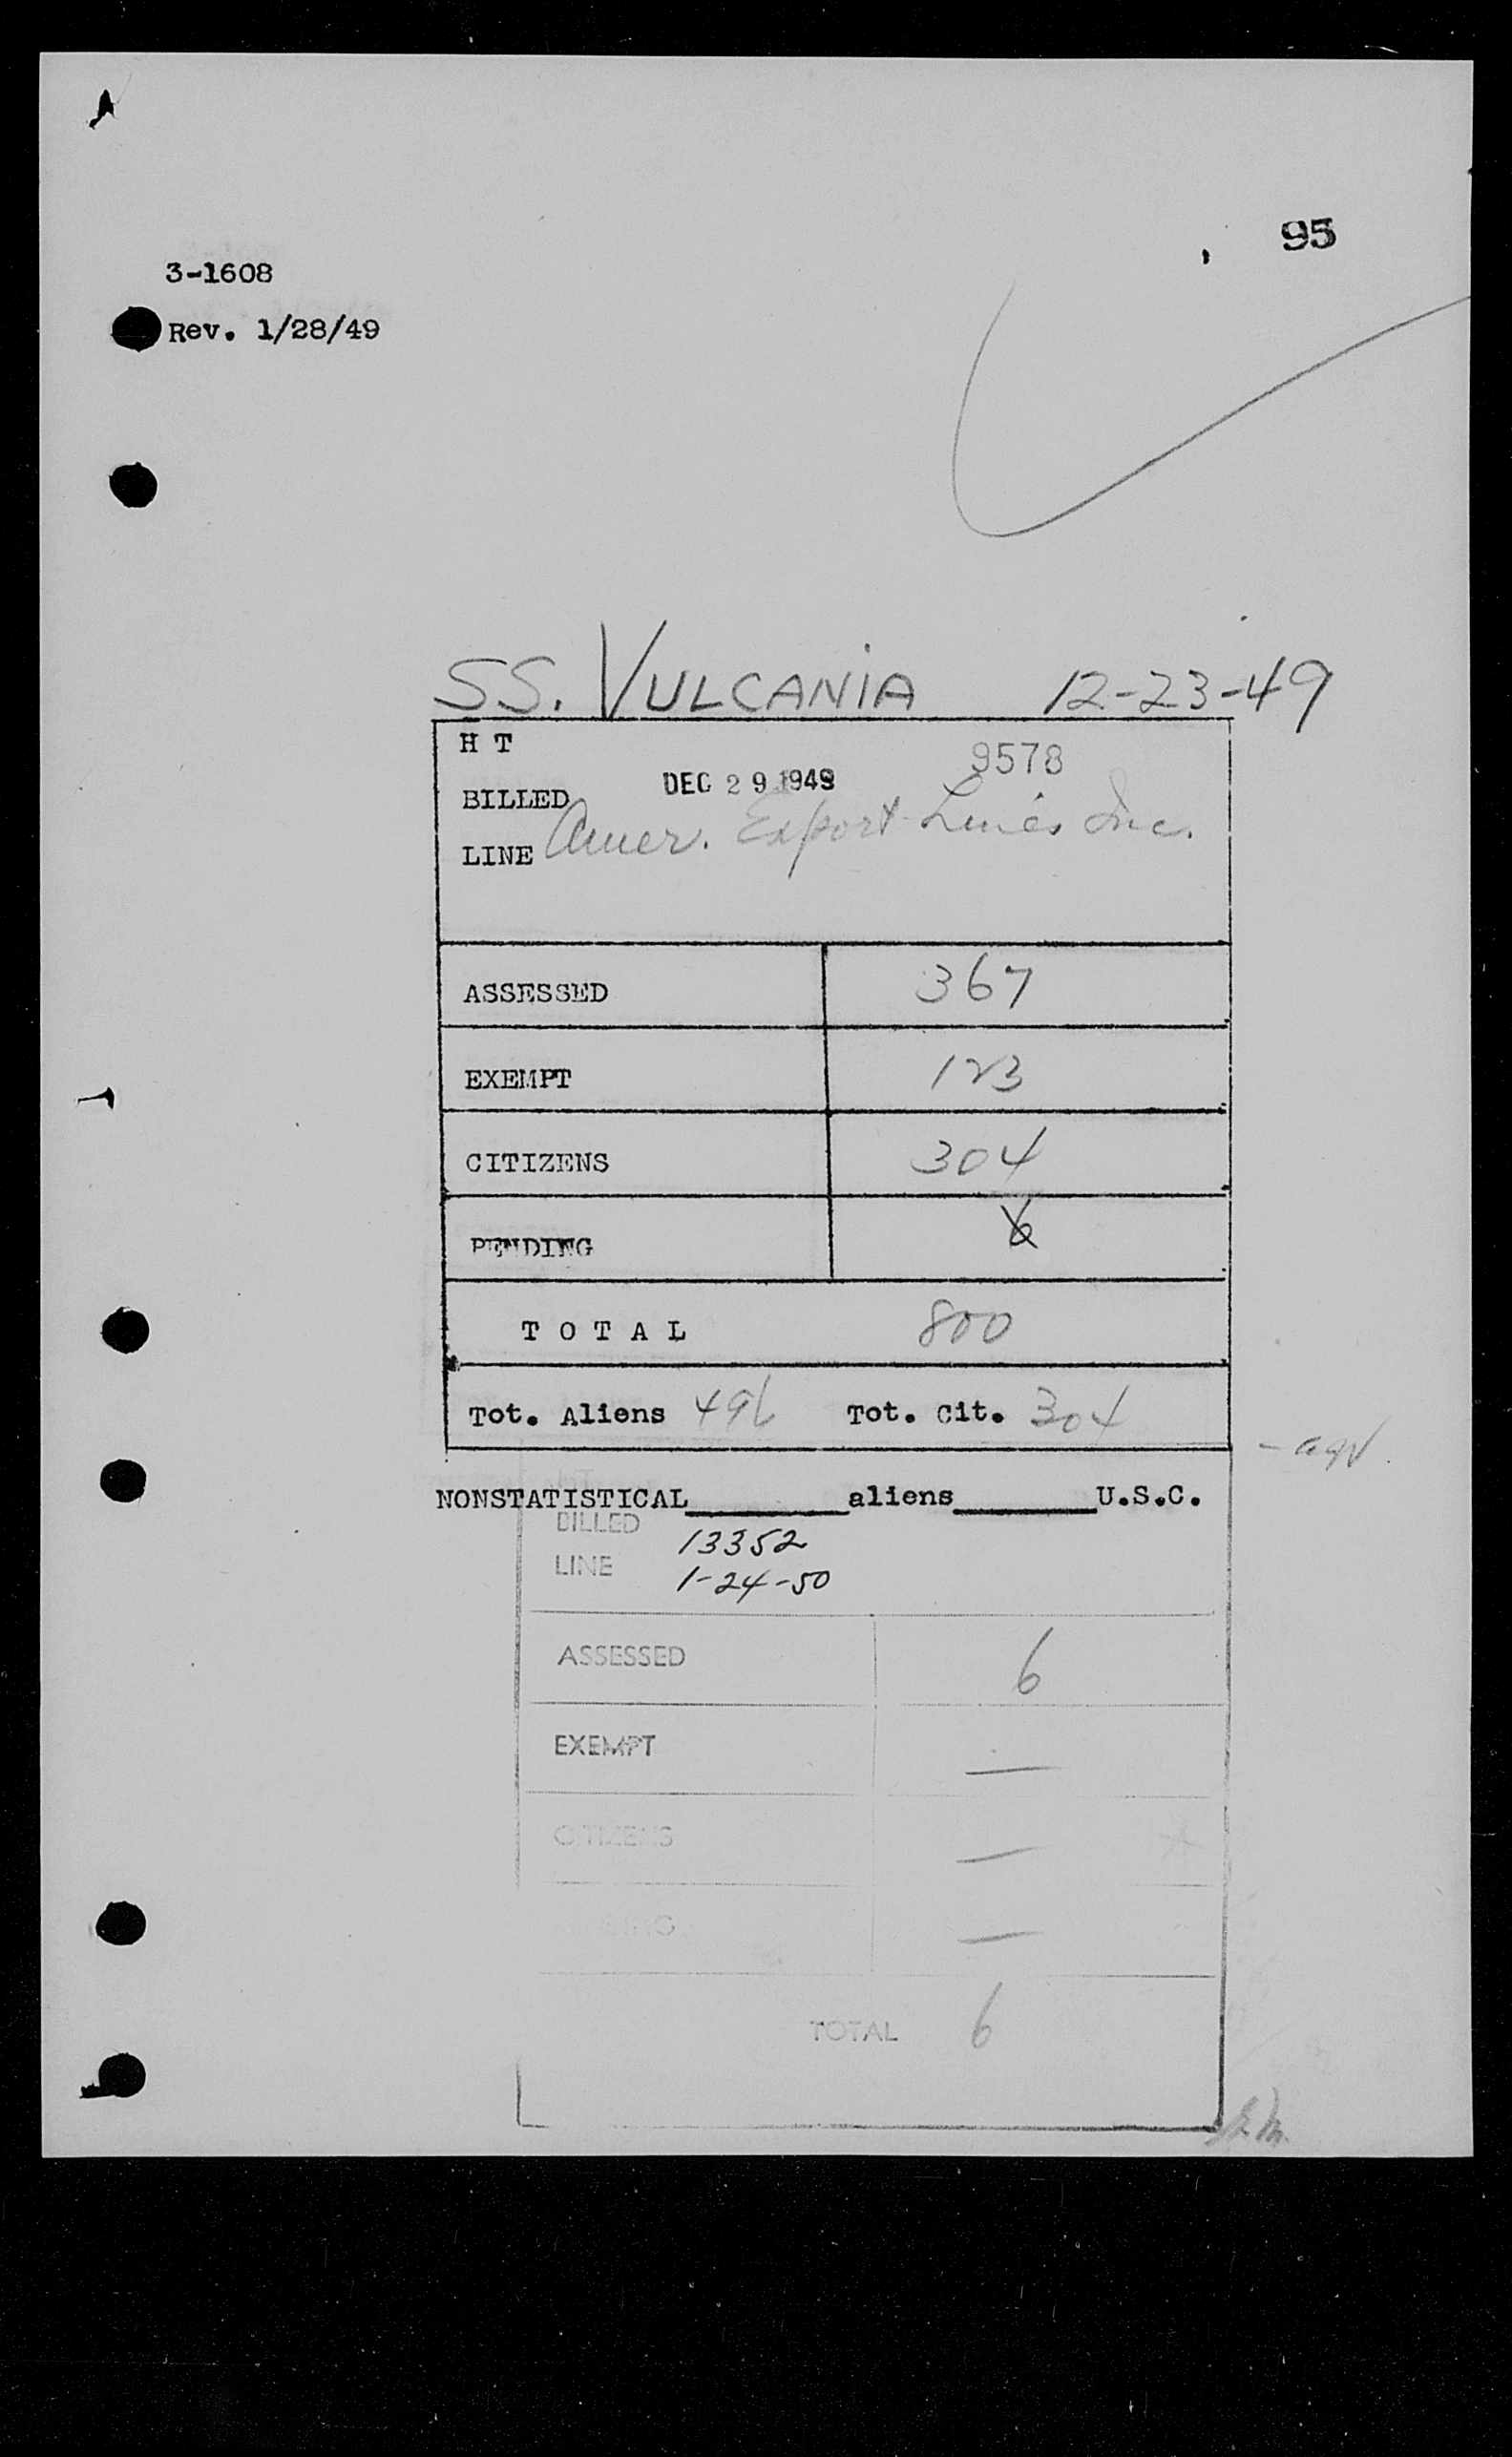 95
3-1608
Rev. 1/28/49
SS. VULCANIA 12-23-49
H T
9578
BILLED DEC 29 1949
LINE Amer. Export Lines Inc.
ASSESSED 367
EXEMPT 123
CITIZENS 304
PENDING 6
TOTAL 800
Tot. Aliens 496 Tot. Cit. 304
NONSTATISTICAL________aliens_______U.S.C.
BILLED 13352
LINE 1-24-50
ASSESSED 6
EXEMPT —
CITIZENS —
—
TOTAL 6